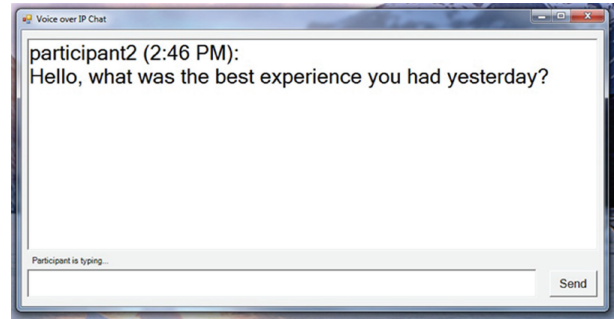 Voice over IP Chat
participant2 (2:46 PM):
Hello, what was the best experience you had yesterday?
Participant is typing...
Send